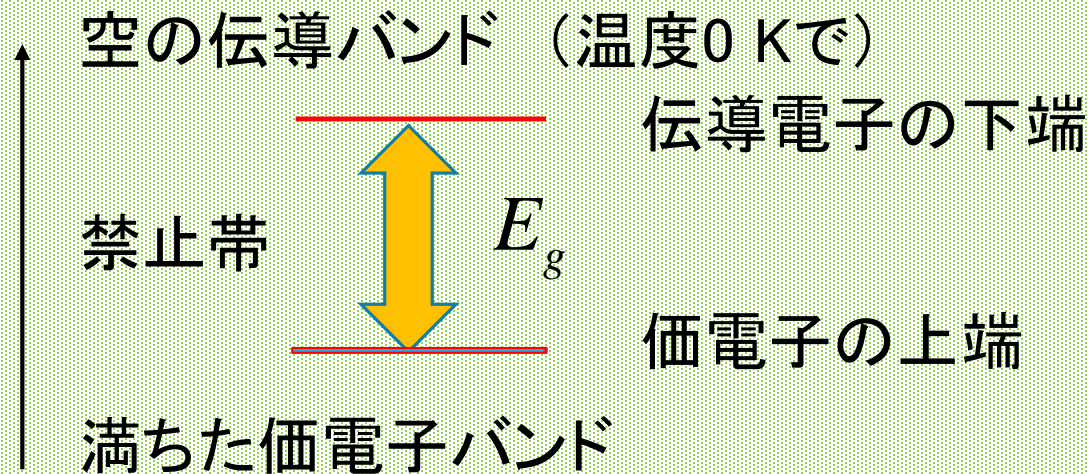 空の伝導バンド（温度0 Kで）
伝導電子の下端
禁止帯
E_g
価電子の上端
満ちた価電子バンド